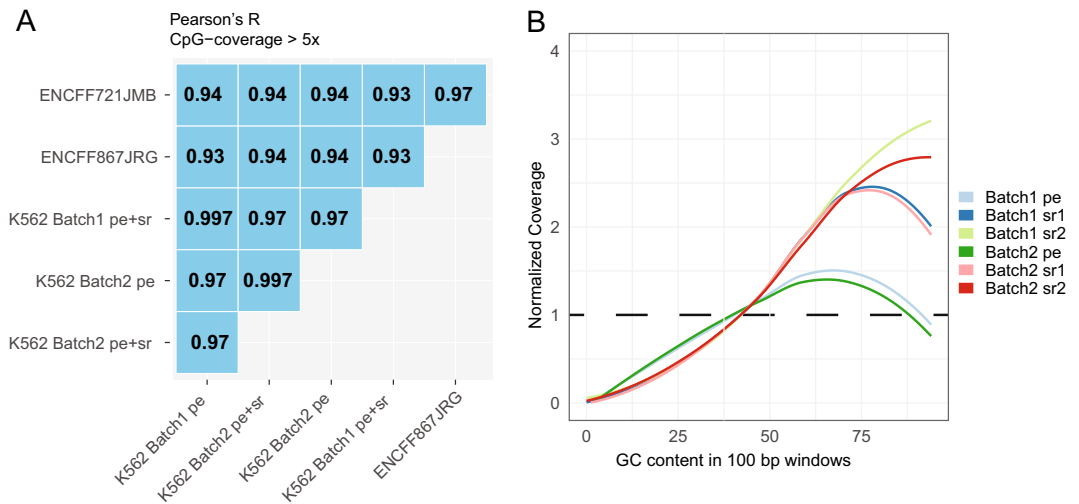 A
Pearson's R
CpG−coverage > 5x
ENCFF721JMB
0.94 0.94 0.94 0.93 0.97
ENCFF867JRG
0.93 0.94 0.94 0.93
K562 Batch1 pe+sr
0.997 0.97 0.97
K562 Batch2 pe
0.97 0.997
K562 Batch2 pe+sr
0.97
K562 Batch1 pe
K562 Batch2 pe+sr
K562 Batch2 pe
K562 Batch1 pe+sr
ENCFF867JRG
B
Normalized Coverage
4
3
2
1
0
0 25 50 75
GC content in 100 bp windows
Batch1 pe
Batch1 sr1
Batch1 sr2
Batch2 pe
Batch2 sr1
Batch2 sr2